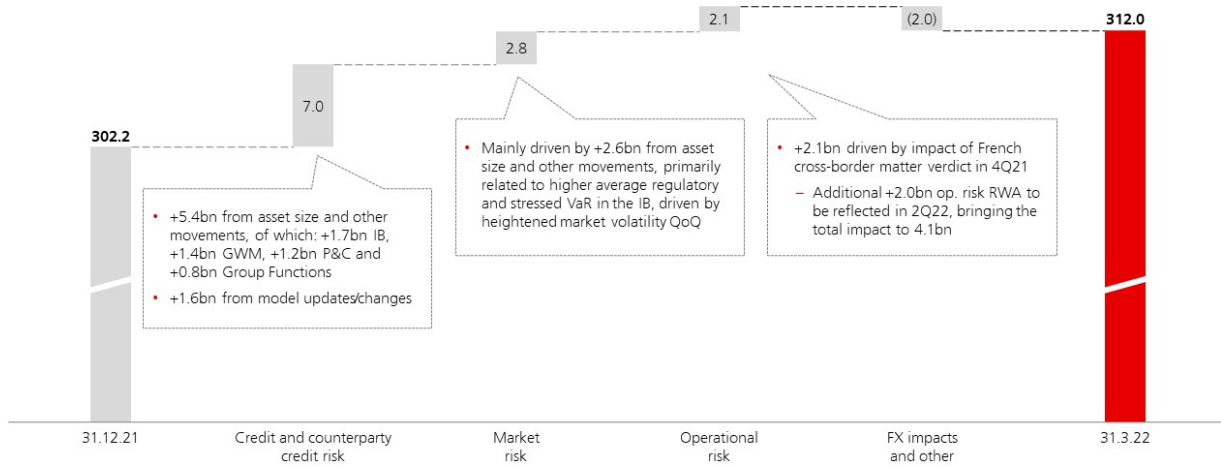 2.1
(2.0)
312.0
2.8
7.0
302.2
• +5.4bn from asset size and other
movements, of which: +1.7bn IB,
+1.4bn GWM, +1.2bn P&C and
+0.8bn Group Functions
• +1.6bn from model updates/changes
• Mainly driven by +2.6bn from asset
size and other movements, primarily
related to higher average regulatory
and stressed VaR in the IB, driven by
heightened market volatility QoQ
• +2.1bn driven by impact of French
cross-border matter verdict in 4Q21
– Additional +2.0bn op. risk RWA to
be reflected in 2Q22, bringing the
total impact to 4.1bn
31.12.21
Credit and counterparty
credit risk
Market
risk
Operational
risk
FX impacts
and other
31.3.22